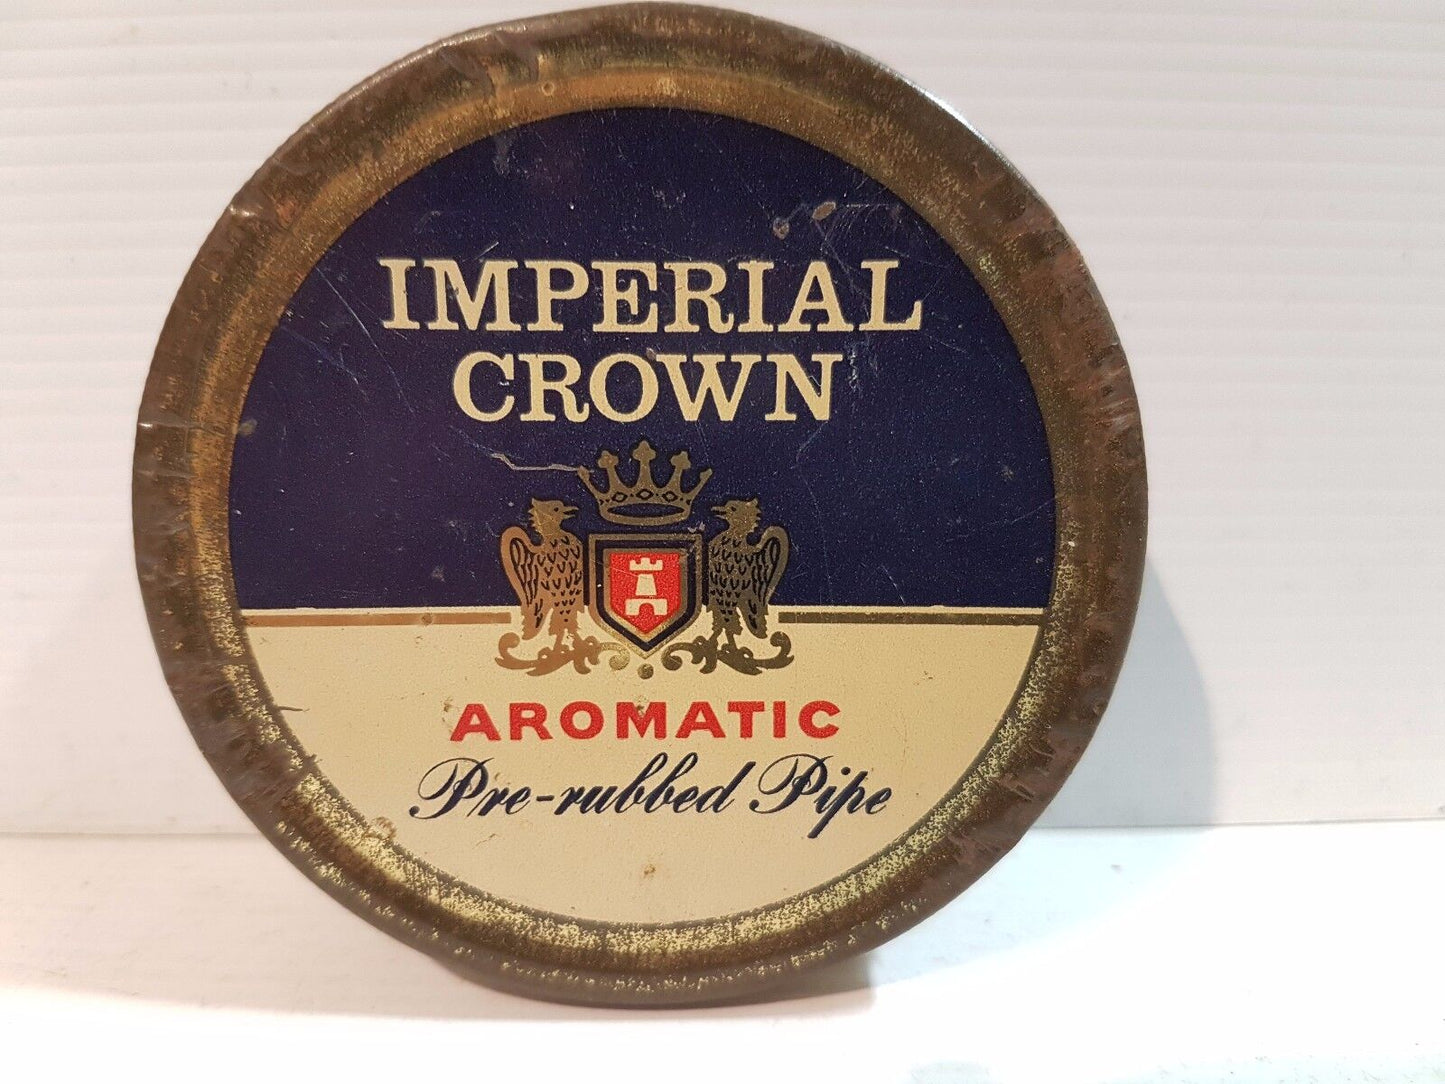 IMPERIAL
CROWN
AROMATIC
Pre-rubbed Pipe